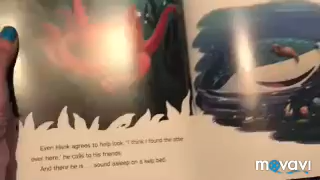 Even Hank agrees to help look. "I think I found the little
over here," he calls to his friends.
And there he is ... sound asleep on a kelp bed.
movavi